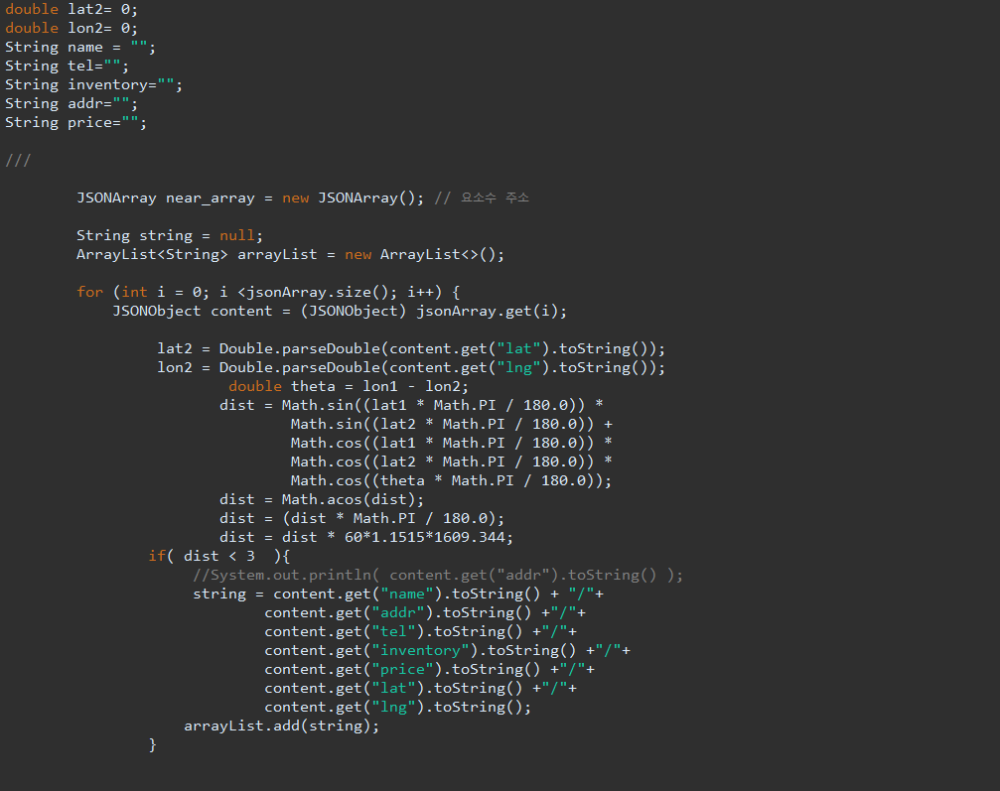 double lat2= 0;
double lon2= 0;
String name = "";
String tel="";
String inventory="";
String addr="";
String price="";
///
JSONArray near_array = new JSONArray(); // 요소수 주소
String string = null;
ArrayList<String> arrayList = new ArrayList<>();
for (int i = 0; i <jsonArray.size(); i++) {
JSONObject content = (JSONObject) jsonArray.get(i);
lat2 = Double.parseDouble(content.get("lat").toString());
lon2 = Double.parseDouble(content.get("lng").toString());
double theta = lon1 - lon2;
dist = Math.sin((lat1 * Math.PI / 180.0)) *
Math.sin((lat2 * Math.PI / 180.0)) +
Math.cos((lat1 * Math.PI / 180.0)) *
Math.cos((lat2 * Math.PI / 180.0)) *
Math.cos((theta * Math.PI / 180.0));
dist = Math.acos(dist);
dist = (dist * Math.PI / 180.0);
dist = dist * 60*1.1515*1609.344;
if( dist < 3  ){
//System.out.println( content.get("addr").toString() );
string = content.get("name").toString() + "/"+
content.get("addr").toString() +"/"+
content.get("tel").toString() +"/"+
content.get("inventory").toString() +"/"+
content.get("price").toString() +"/"+
content.get("lat").toString() +"/"+
content.get("lng").toString();
arrayList.add(string);
}